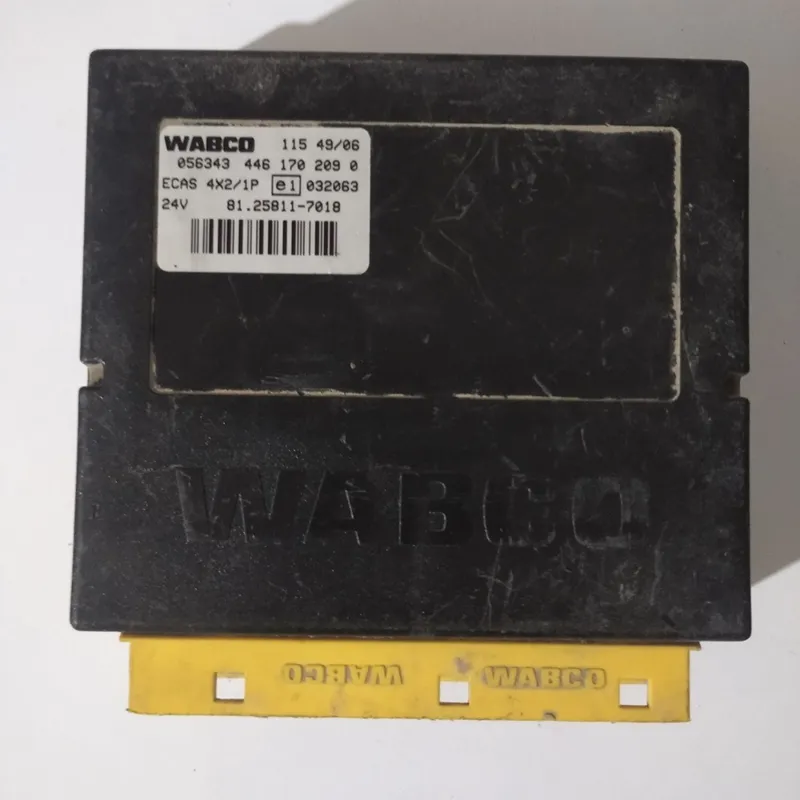 WABCO 115 49/06
056343 446 170 209 0
ECAS 4X2/1P e1 032063
24V 81.25811-7018
WABCO
WABCO WABCO